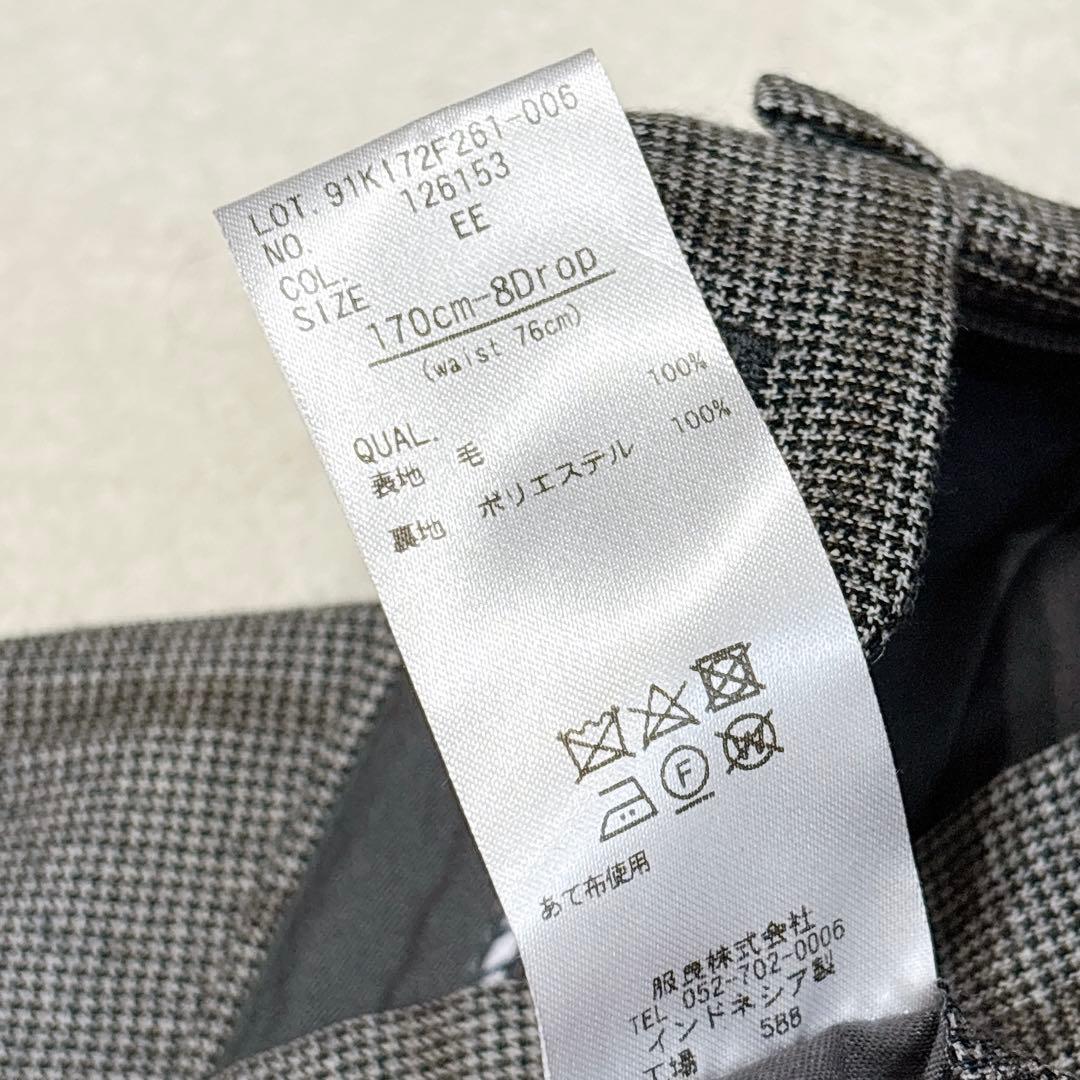 LOT. 91KI72F261-006
NO. 126153
COL. EE
SIZE
170cm-8Drop
(waist 76cm)
QUAL.
表地 毛 100%
裏地 ポリエステル 100%
F
W
あて布使用
服良株式会社
TEL 052-702-0006
インドネシア製
工場 588